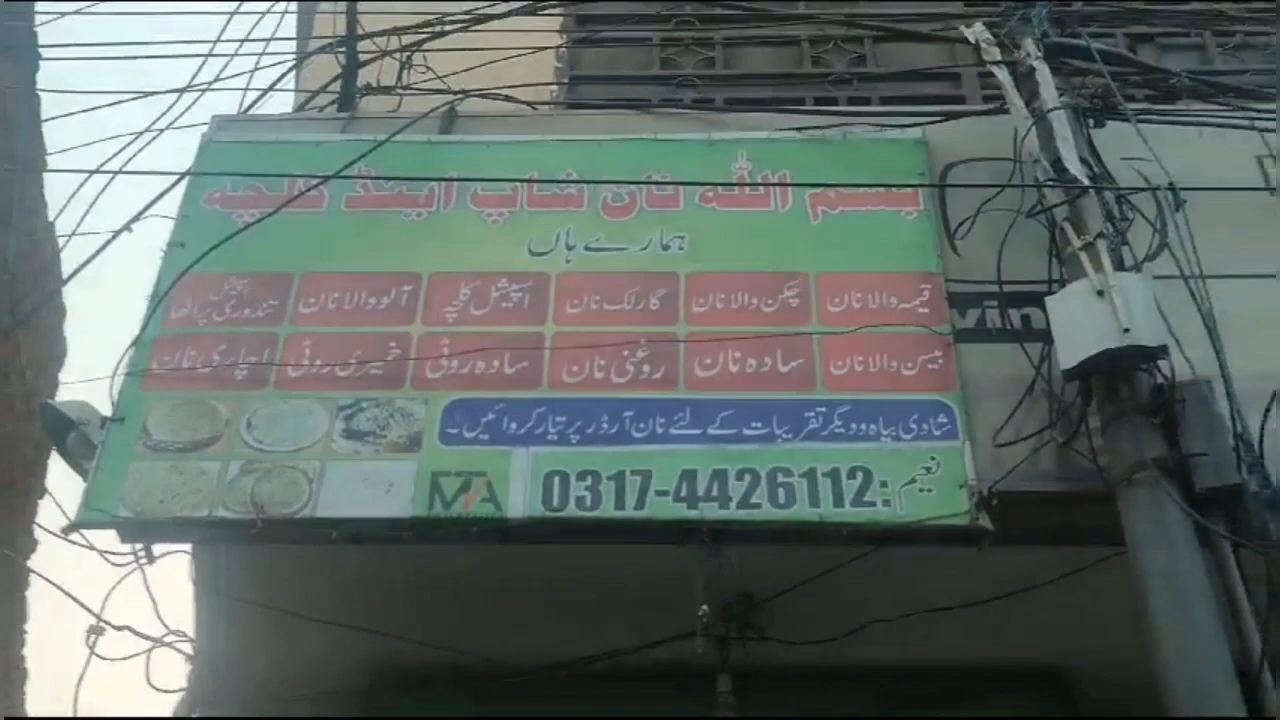 بسم اللہ نان شاپ اینڈ کلچہ
ہمارے ہاں
قیمہ والا نان چکن والا نان گارلک نان اسپیشل کلچہ آلو والا نان اسپیشل تندوری پراٹھا
بیسن والا نان سادہ نان روغنی نان سادہ روٹی خمیری روٹی اچاری نان
شادی بیاہ و دیگر تقریبات کے لئے نان آرڈر پر تیار کروائیں۔
نعیم: 0317-4426112
MTA